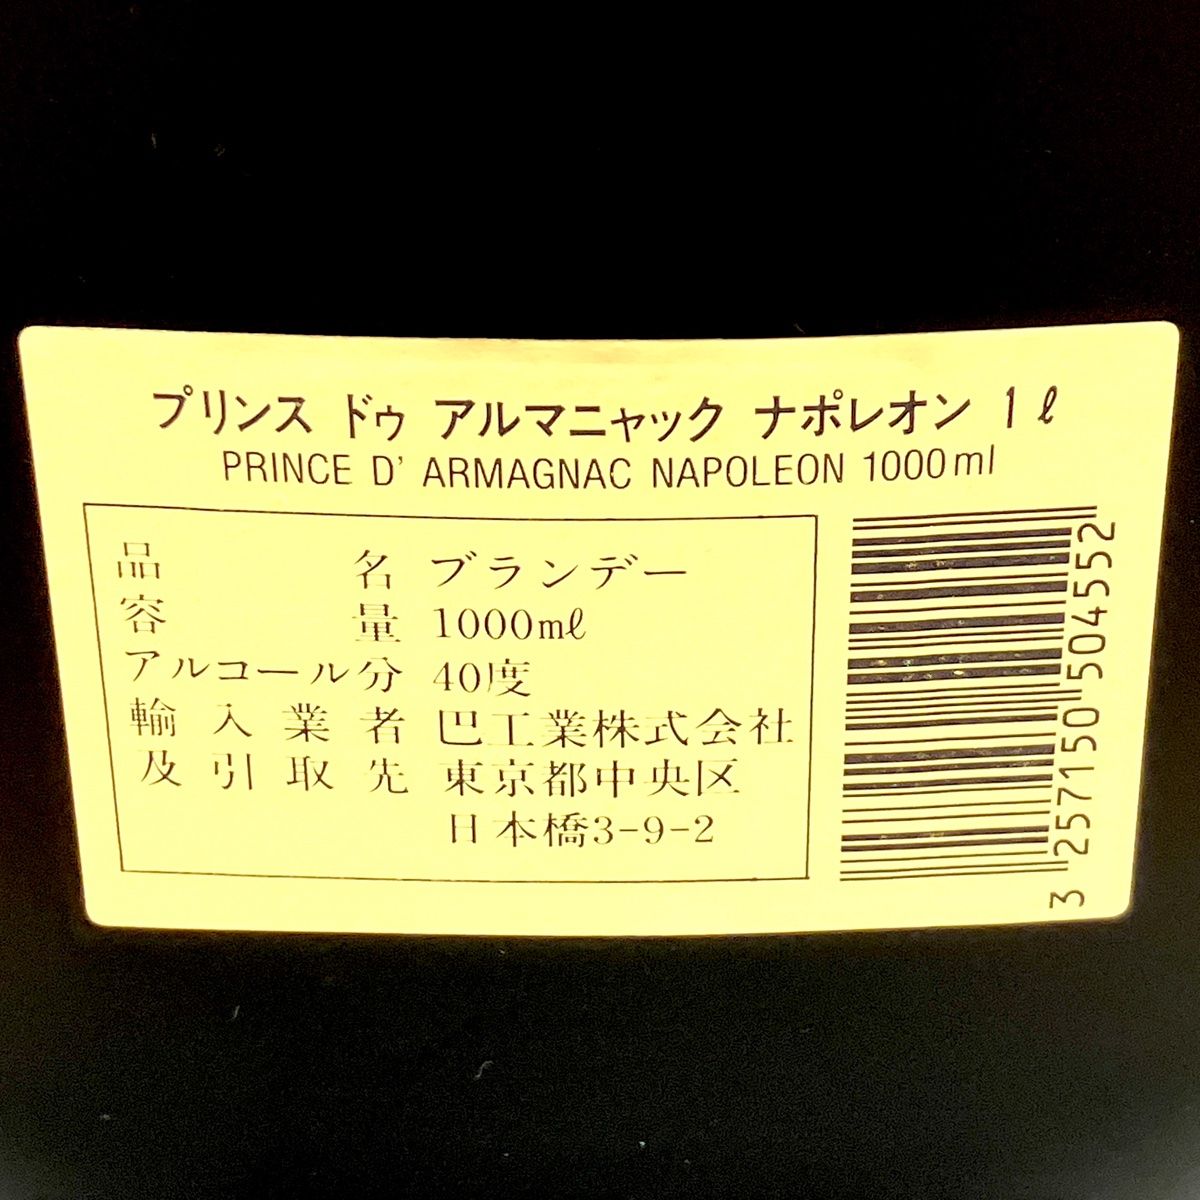 プリンス ドゥ アルマニャック ナポレオン 1ℓ
PRINCE D' ARMAGNAC NAPOLEON 1000ml
品名 ブランデー
容量 1000mℓ
アルコール分 40度
輸入業者 巴工業株式会社
及引取先 東京都中央区
日本橋3-9-2
3 257150 504552